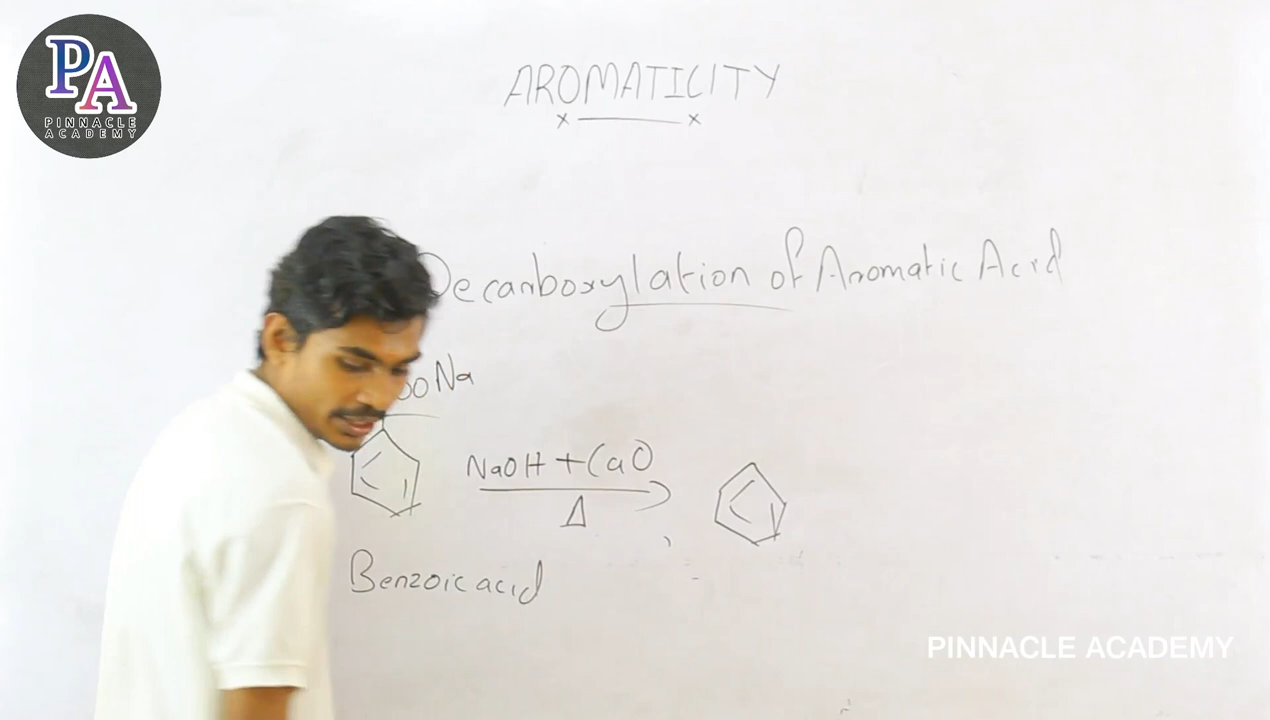 PA
PINNACLE
ACADEMY
AROMATICITY
Decarboxylation of Aromatic Acid
OONa
NaOH + CaO
Δ
Benzoic acid
PINNACLE ACADEMY